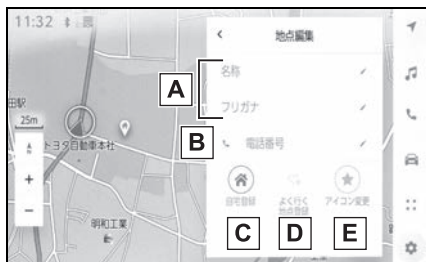 11:32
< 地点編集
名称
A
フリガナ
B
電話番号
田駅
25m
トヨタ自動車本社
N
+
-
明和工業
自宅登録
よく行く
地点登録
アイコン変更
C
D
E